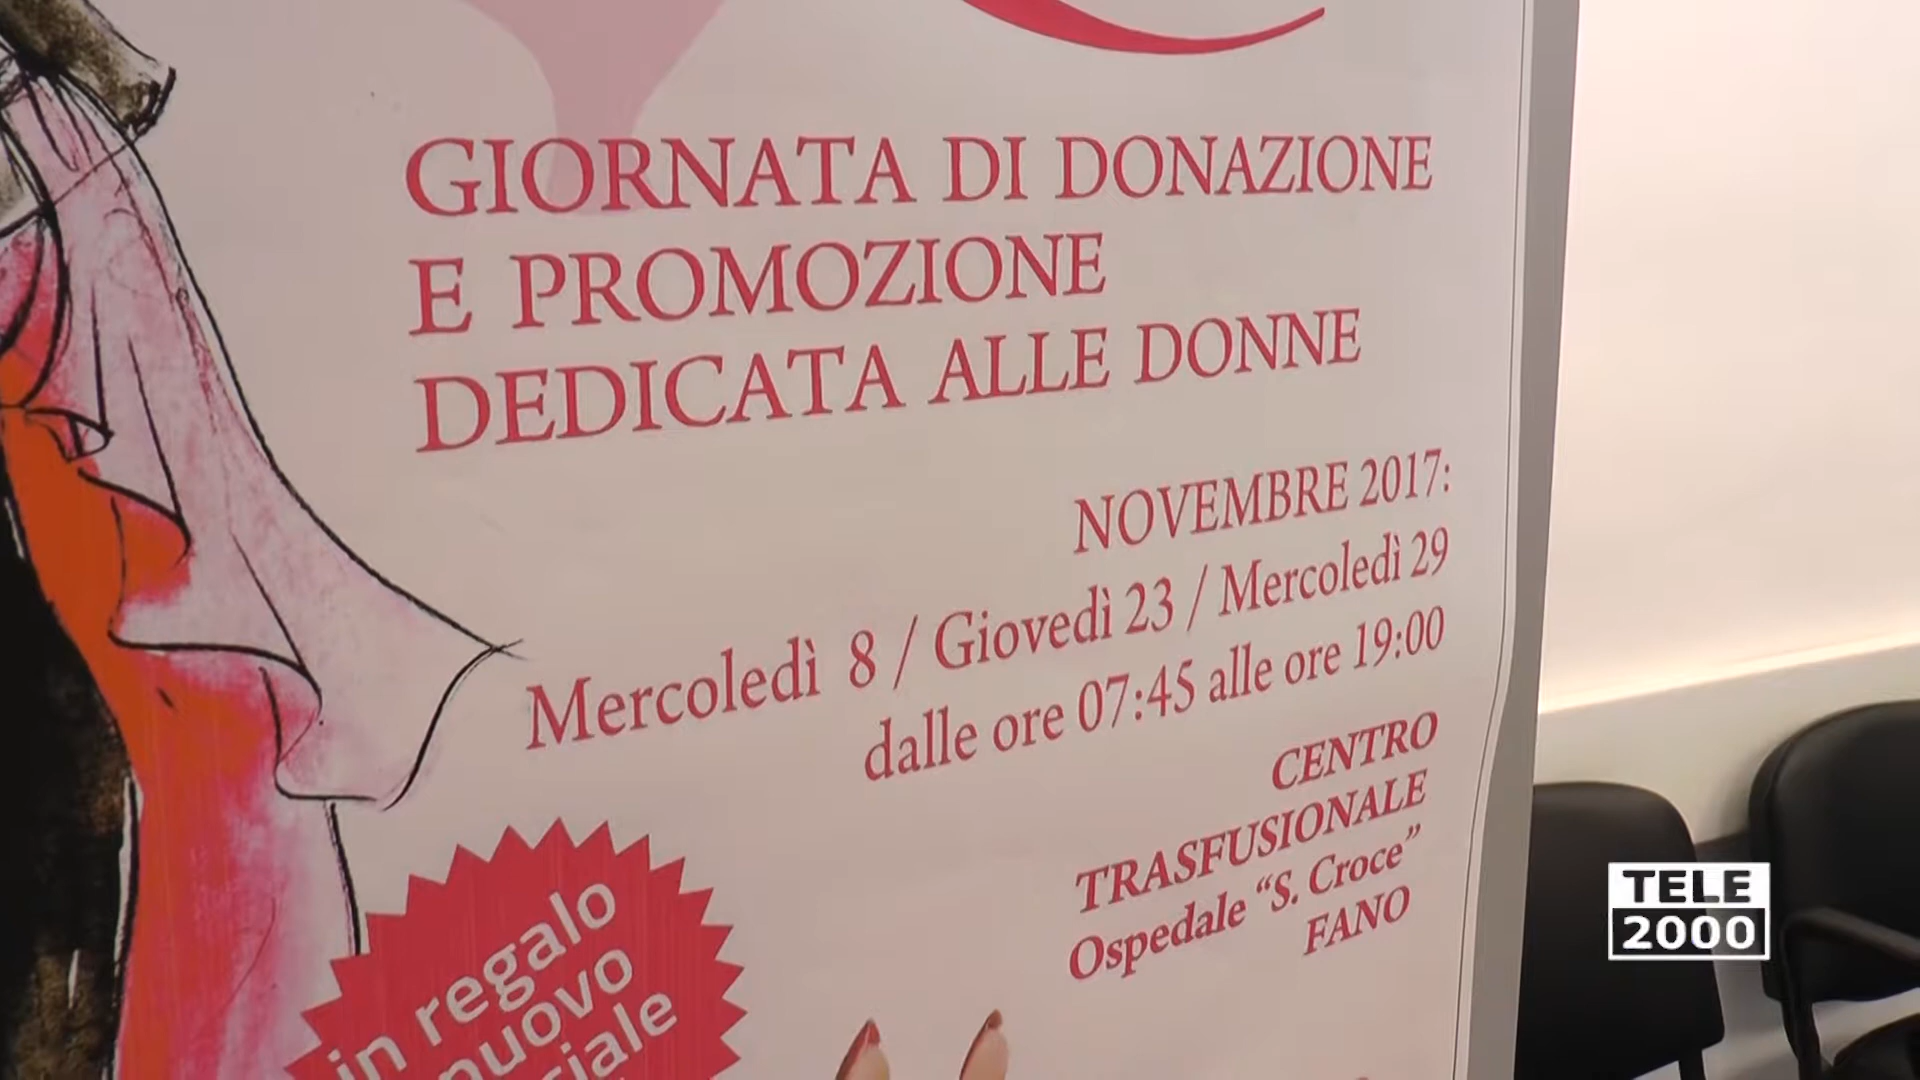 GIORNATA DI DONAZIONE
E PROMOZIONE
DEDICATA ALLE DONNE
NOVEMBRE 2017:
Mercoledì 8 / Giovedì 23 / Mercoledì 29
dalle ore 07:45 alle ore 19:00
CENTRO
TRASFUSIONALE
Ospedale “S. Croce”
FANO
in regalo
nuovo
TELE
2000